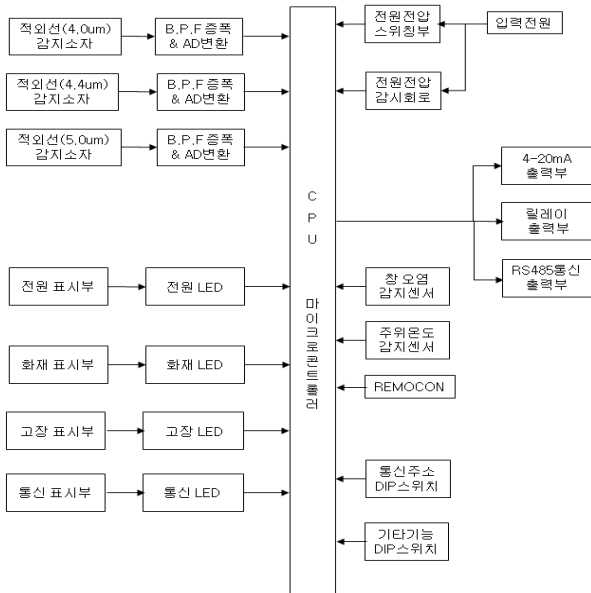 적외선(4.0um)
감지소자
B.P.F 증폭
& AD변환
적외선(4.4um)
감지소자
B.P.F 증폭
& AD변환
적외선(5.0um)
감지소자
B.P.F 증폭
& AD변환
전원 표시부
전원 LED
화재 표시부
화재 LED
고장 표시부
고장 LED
통신 표시부
통신 LED
C
P
U
마
이
크
로
콘
트
롤
러
전원전압
스위칭부
입력전원
전원전압
감시회로
4-20mA
출력부
릴레이
출력부
RS485통신
출력부
창 오염
감지센서
주위온도
감지센서
REMOCON
통신주소
DIP스위치
기타기능
DIP스위치